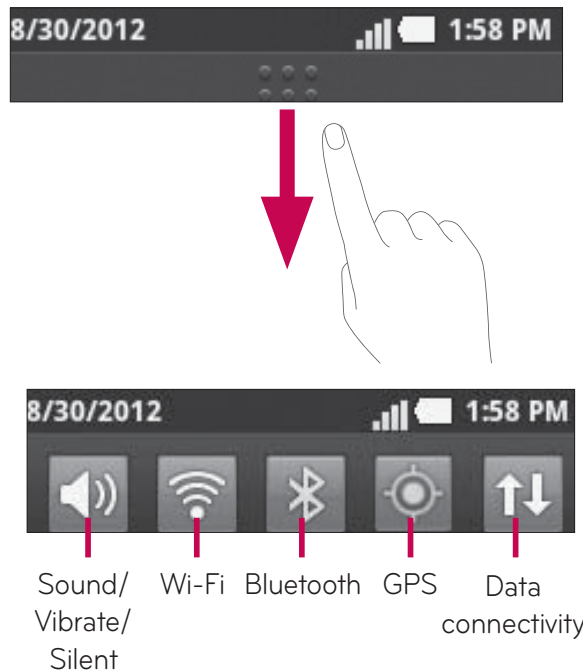 8/30/2012 1:58 PM
8/30/2012 1:58 PM
Sound/ Wi-Fi Bluetooth GPS Data
Vibrate/ connectivity
Silent